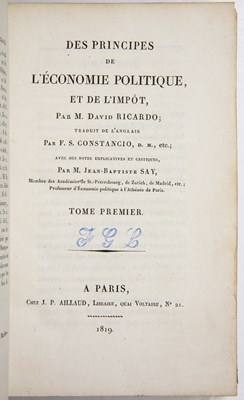 DES PRINCIPES
DE
L'ÉCONOMIE POLITIQUE,
ET DE L'IMPÔT,
PAR M. DAVID RICARDO;
TRADUIT DE L'ANGLAIS
PAR F. S. CONSTANCIO, D. M., etc.;
AVEC DES NOTES EXPLICATIVES ET CRITIQUES,
PAR M. JEAN-BAPTISTE SAY,
Membre des Académies de St.-Pétersbourg, de Zurich, de Madrid, etc.;
Professeur d'Économie politique à l'Athénée de Paris.
TOME PREMIER.
F G L
A PARIS,
CHEZ J. P. AILLAUD, LIBRAIRE, QUAI VOLTAIRE, N° 21.
1819.